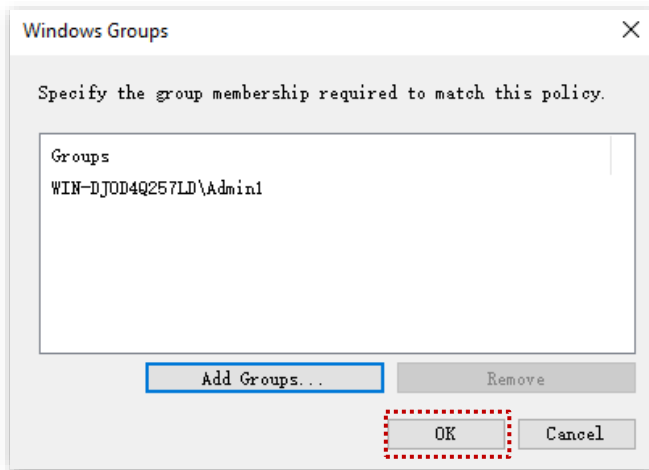 Windows Groups
Specify the group membership required to match this policy.
Groups
WIN-DJOD4Q257LD\Admin1
Add Groups... Remove
OK Cancel